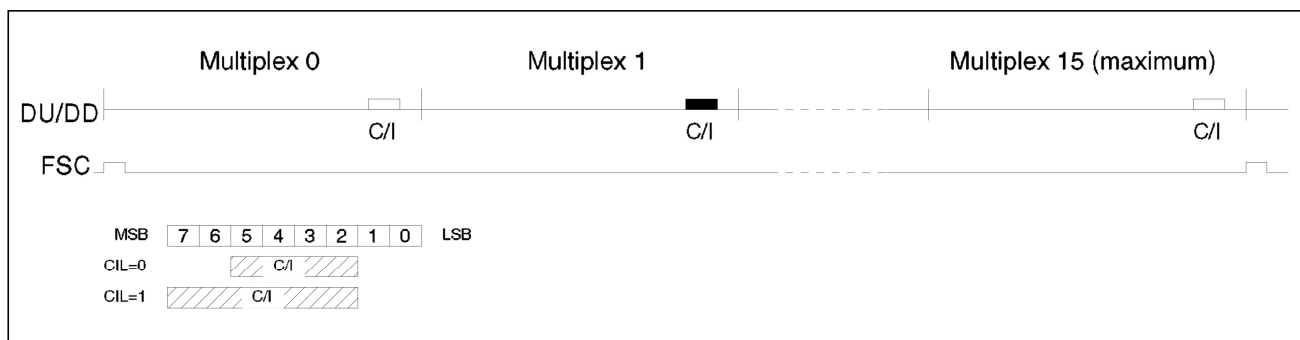 Multiplex 0 Multiplex 1 Multiplex 15 (maximum)
DU/DD
C/I C/I C/I
FSC
MSB 7 6 5 4 3 2 1 0 LSB
CIL=0 C/I
CIL=1 C/I